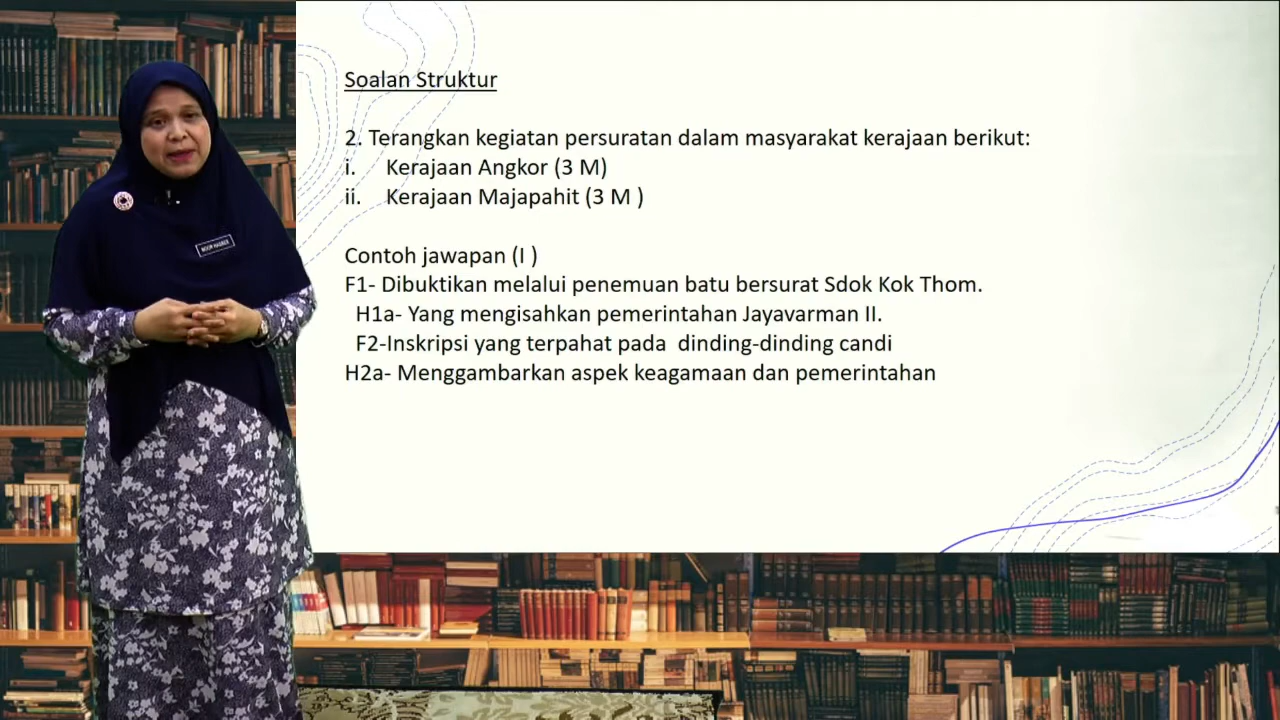 Soalan Struktur
2. Terangkan kegiatan persuratan dalam masyarakat kerajaan berikut:
i. Kerajaan Angkor (3 M)
ii. Kerajaan Majapahit (3 M )
Contoh jawapan (I )
F1- Dibuktikan melalui penemuan batu bersurat Sdok Kok Thom.
H1a- Yang mengisahkan pemerintahan Jayavarman II.
F2-Inskripsi yang terpahat pada dinding-dinding candi
H2a- Menggambarkan aspek keagamaan dan pemerintahan